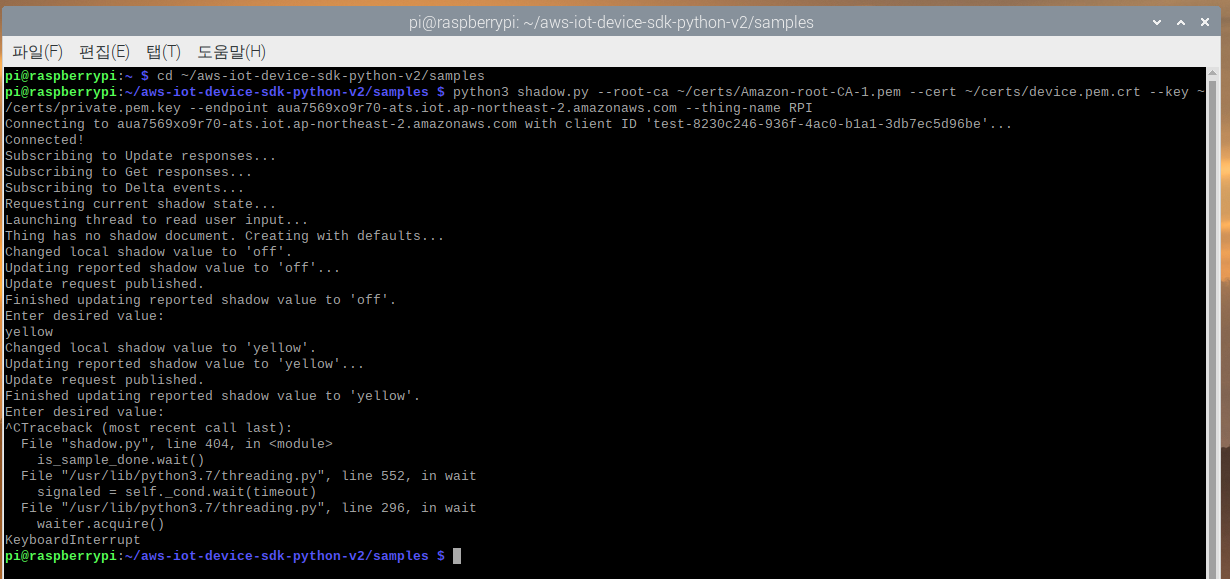 pi@raspberrypi: ~/aws-iot-device-sdk-python-v2/samples
파일(F) 편집(E) 탭(T) 도움말(H)
pi@raspberrypi:~ $ cd ~/aws-iot-device-sdk-python-v2/samples
pi@raspberrypi:~/aws-iot-device-sdk-python-v2/samples $ python3 shadow.py --root-ca ~/certs/Amazon-root-CA-1.pem --cert ~/certs/device.pem.crt --key ~
/certs/private.pem.key --endpoint aua7569xo9r70-ats.iot.ap-northeast-2.amazonaws.com --thing-name RPI
Connecting to aua7569xo9r70-ats.iot.ap-northeast-2.amazonaws.com with client ID 'test-8230c246-936f-4ac0-b1a1-3db7ec5d96be'...
Connected!
Subscribing to Update responses...
Subscribing to Get responses...
Subscribing to Delta events...
Requesting current shadow state...
Launching thread to read user input...
Thing has no shadow document. Creating with defaults...
Changed local shadow value to 'off'.
Updating reported shadow value to 'off'...
Update request published.
Finished updating reported shadow value to 'off'.
Enter desired value:
yellow
Changed local shadow value to 'yellow'.
Updating reported shadow value to 'yellow'...
Update request published.
Finished updating reported shadow value to 'yellow'.
Enter desired value:
^CTraceback (most recent call last):
  File "shadow.py", line 404, in <module>
    is_sample_done.wait()
  File "/usr/lib/python3.7/threading.py", line 552, in wait
    signaled = self._cond.wait(timeout)
  File "/usr/lib/python3.7/threading.py", line 296, in wait
    waiter.acquire()
KeyboardInterrupt
pi@raspberrypi:~/aws-iot-device-sdk-python-v2/samples $